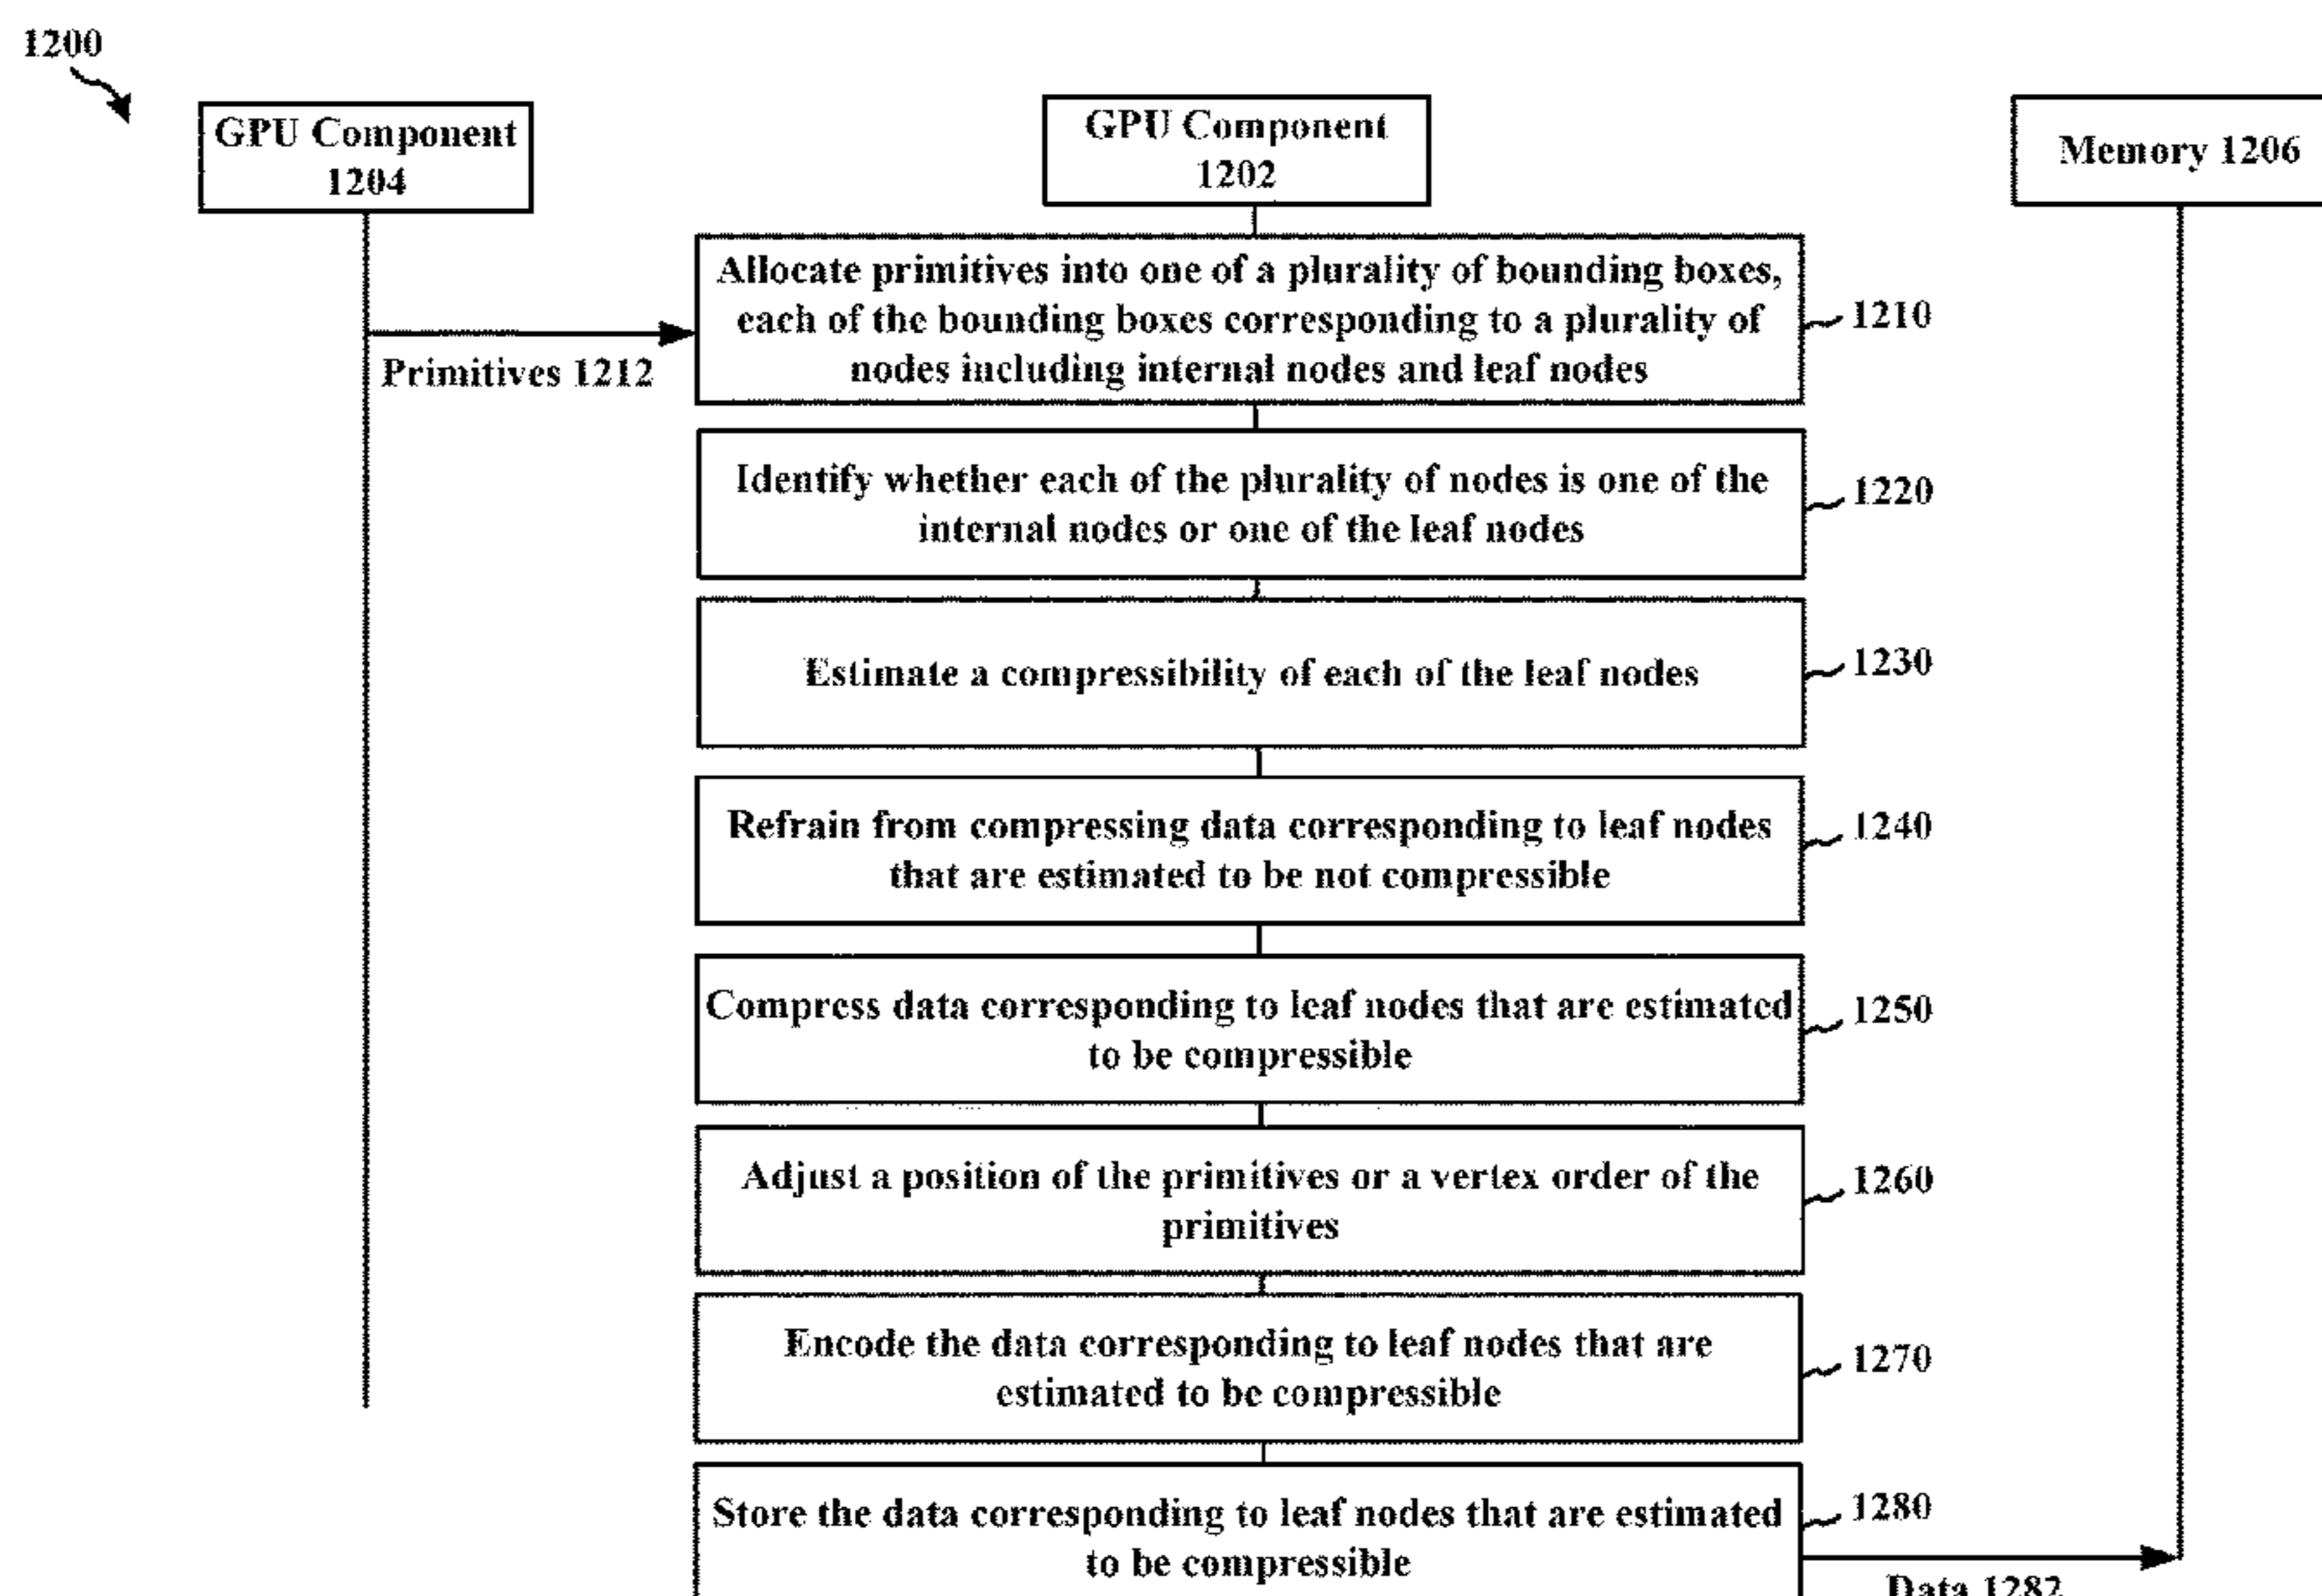 1200
GPU Component
1204
GPU Component
1202
Memory 1206
Allocate primitives into one of a plurality of bounding boxes,
each of the bounding boxes corresponding to a plurality of
nodes including internal nodes and leaf nodes
1210
Primitives 1212
Identify whether each of the plurality of nodes is one of the
internal nodes or one of the leaf nodes
1220
Estimate a compressibility of each of the leaf nodes
1230
Refrain from compressing data corresponding to leaf nodes
that are estimated to be not compressible
1240
Compress data corresponding to leaf nodes that are estimated
to be compressible
1250
Adjust a position of the primitives or a vertex order of the
primitives
1260
Encode the data corresponding to leaf nodes that are
estimated to be compressible
1270
Store the data corresponding to leaf nodes that are estimated
to be compressible
1280
Data 1282